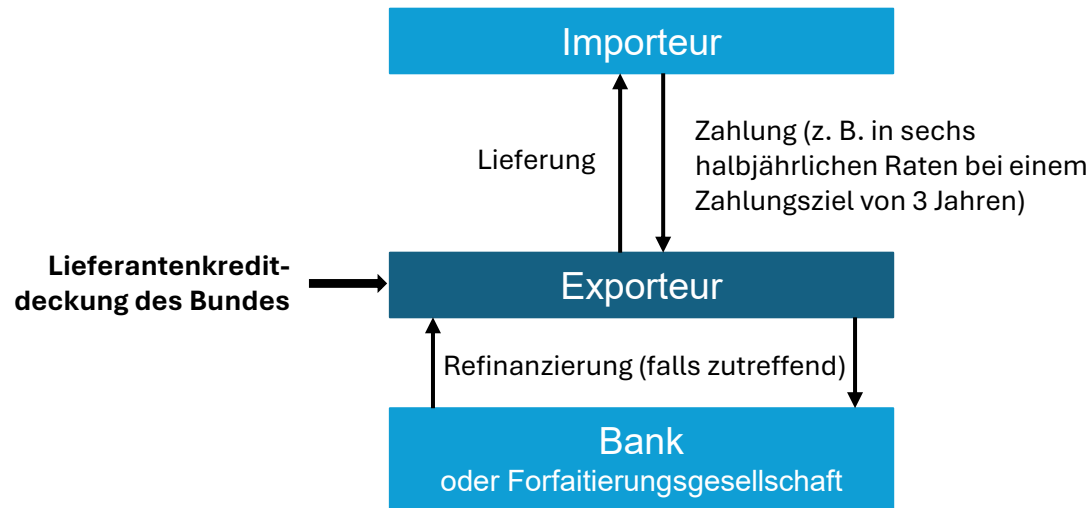 Importeur
Lieferung
Zahlung (z. B. in sechs
halbjährlichen Raten bei einem
Zahlungsziel von 3 Jahren)
Lieferantenkredit-
deckung des Bundes
Exporteur
Refinanzierung (falls zutreffend)
Bank
oder Forfaitierungsgesellschaft